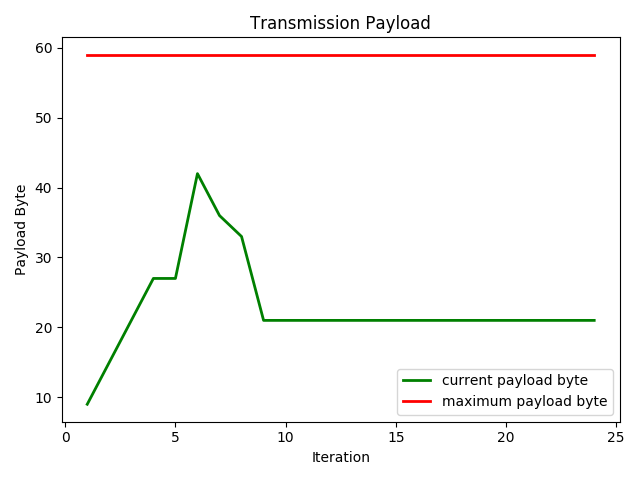 Transmission Payload
Payload Byte
60
50
40
30
20
10
0
5
10
15
20
25
Iteration
current payload byte
maximum payload byte